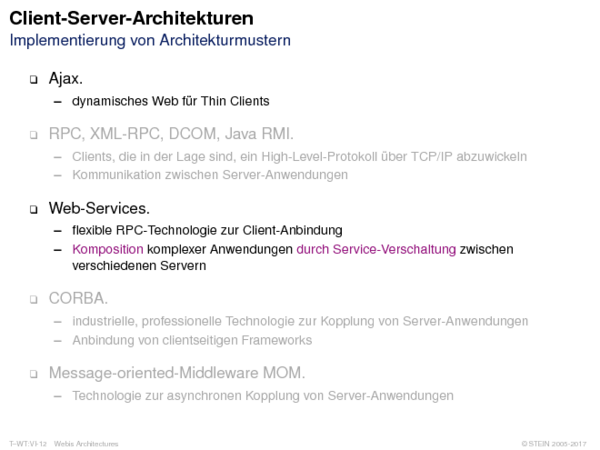 Client-Server-Architekturen
Implementierung von Architekturmustern
❑ Ajax.
– dynamisches Web für Thin Clients
❑ RPC, XML-RPC, DCOM, Java RMI.
– Clients, die in der Lage sind, ein High-Level-Protokoll über TCP/IP abzuwickeln
– Kommunikation zwischen Server-Anwendungen
❑ Web-Services.
– flexible RPC-Technologie zur Client-Anbindung
– Komposition komplexer Anwendungen durch Service-Verschaltung zwischen
verschiedenen Servern
❑ CORBA.
– industrielle, professionelle Technologie zur Kopplung von Server-Anwendungen
– Anbindung von clientseitigen Frameworks
❑ Message-oriented-Middleware MOM.
– Technologie zur asynchronen Kopplung von Server-Anwendungen
T–WT:VI-12 Webis Architectures © STEIN 2005-2017